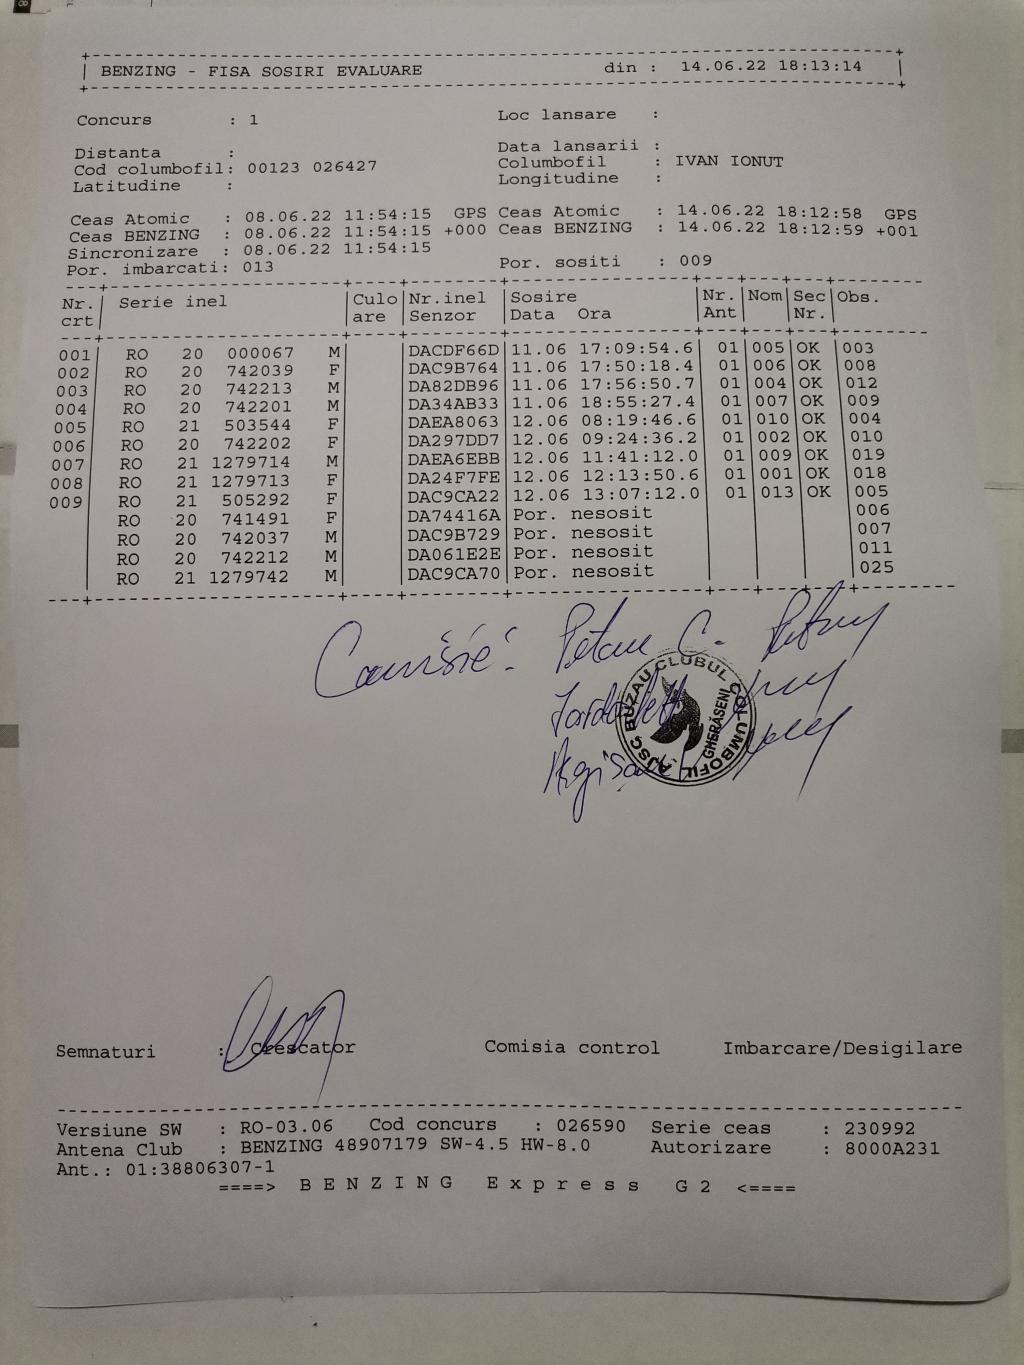 BENZING - FISA SOSIRI EVALUARE din : 14.06.22 18:13:14
Concurs : 1 Loc lansare :
Distanta : Data lansarii :
Cod columbofil: 00123 026427 Columbofil : IVAN IONUT
Latitudine : Longitudine :
Ceas Atomic : 08.06.22 11:54:15 GPS Ceas Atomic : 14.06.22 18:12:58 GPS
Ceas BENZING : 08.06.22 11:54:15 +000 Ceas BENZING : 14.06.22 18:12:59 +001
Sincronizare : 08.06.22 11:54:15
Por. imbarcati: 013 Por. sositi : 009
Nr. Serie inel Culo Nr.inel Sosire Nr. Nom Sec Obs.
crt are Senzor Data Ora Ant Nr.
001 RO 20 000067 M DACDF66D 11.06 17:09:54.6 01 005 OK 003
002 RO 20 742039 F DAC9B764 11.06 17:50:18.4 01 006 OK 008
003 RO 20 742213 M DA82DB96 11.06 17:56:50.7 01 004 OK 012
004 RO 20 742201 M DA34AB33 11.06 18:55:27.4 01 007 OK 009
005 RO 21 503544 F DAEA8063 12.06 08:19:46.6 01 010 OK 004
006 RO 20 742202 F DA297DD7 12.06 09:24:36.2 01 002 OK 010
007 RO 21 1279714 M DAEA6EBB 12.06 11:41:12.0 01 009 OK 019
008 RO 21 1279713 F DA24F7FE 12.06 12:13:50.6 01 001 OK 018
009 RO 21 505292 F DAC9CA22 12.06 13:07:12.0 01 013 OK 005
RO 20 741491 F DA74416A Por. nesosit 006
RO 20 742037 M DAC9B729 Por. nesosit 007
RO 20 742212 M DA061E2E Por. nesosit 011
RO 21 1279742 M DAC9CA70 Por. nesosit 025
C.
AJSC BUZAU CLUBUL COLUMBOFIL
GHERĂSENI
Semnaturi : Crescator Comisia control Imbarcare/Desigilare
Versiune SW : RO-03.06 Cod concurs : 026590 Serie ceas : 230992
Antena Club : BENZING 48907179 SW-4.5 HW-8.0 Autorizare : 8000A231
Ant.: 01:38806307-1
====> BENZING Express G2 <====